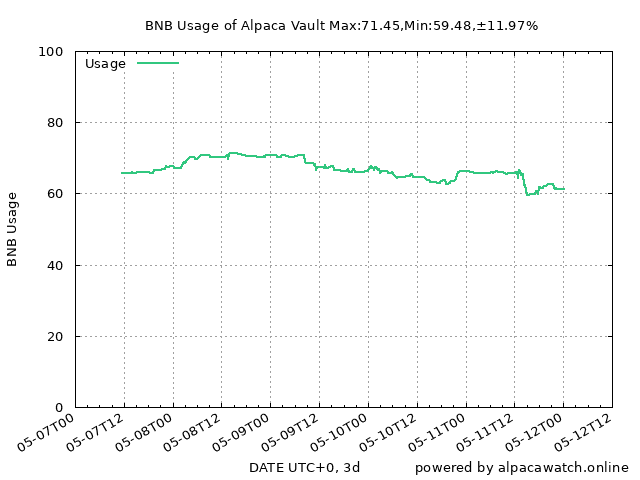 BNB Usage of Alpaca Vault Max:71.45,Min:59.48,±11.97%
Usage
BNB Usage
100
80
60
40
20
0
05-07T00
05-07T12
05-08T00
05-08T12
05-09T00
05-09T12
05-10T00
05-10T12
05-11T00
05-11T12
05-12T00
05-12T12
DATE UTC+0, 3d
powered by alpacawatch.online